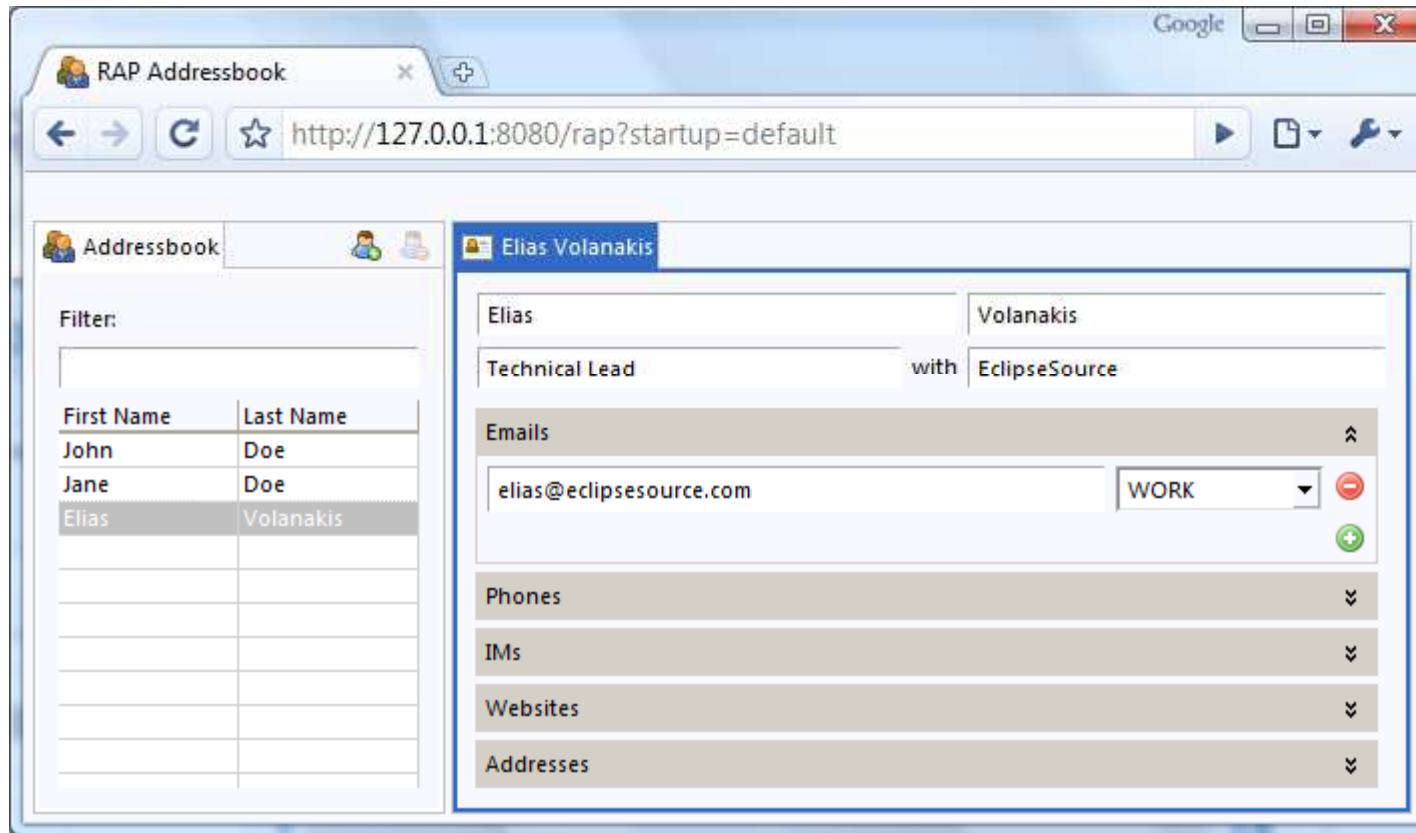 Google
RAP Addressbook
http://127.0.0.1:8080/rap?startup=default
Addressbook
Filter:
First Name Last Name
John Doe
Jane Doe
Elias Volanakis
Elias Volanakis
Elias Volanakis
Technical Lead with EclipseSource
Emails
elias@eclipsesource.com WORK
Phones
IMs
Websites
Addresses